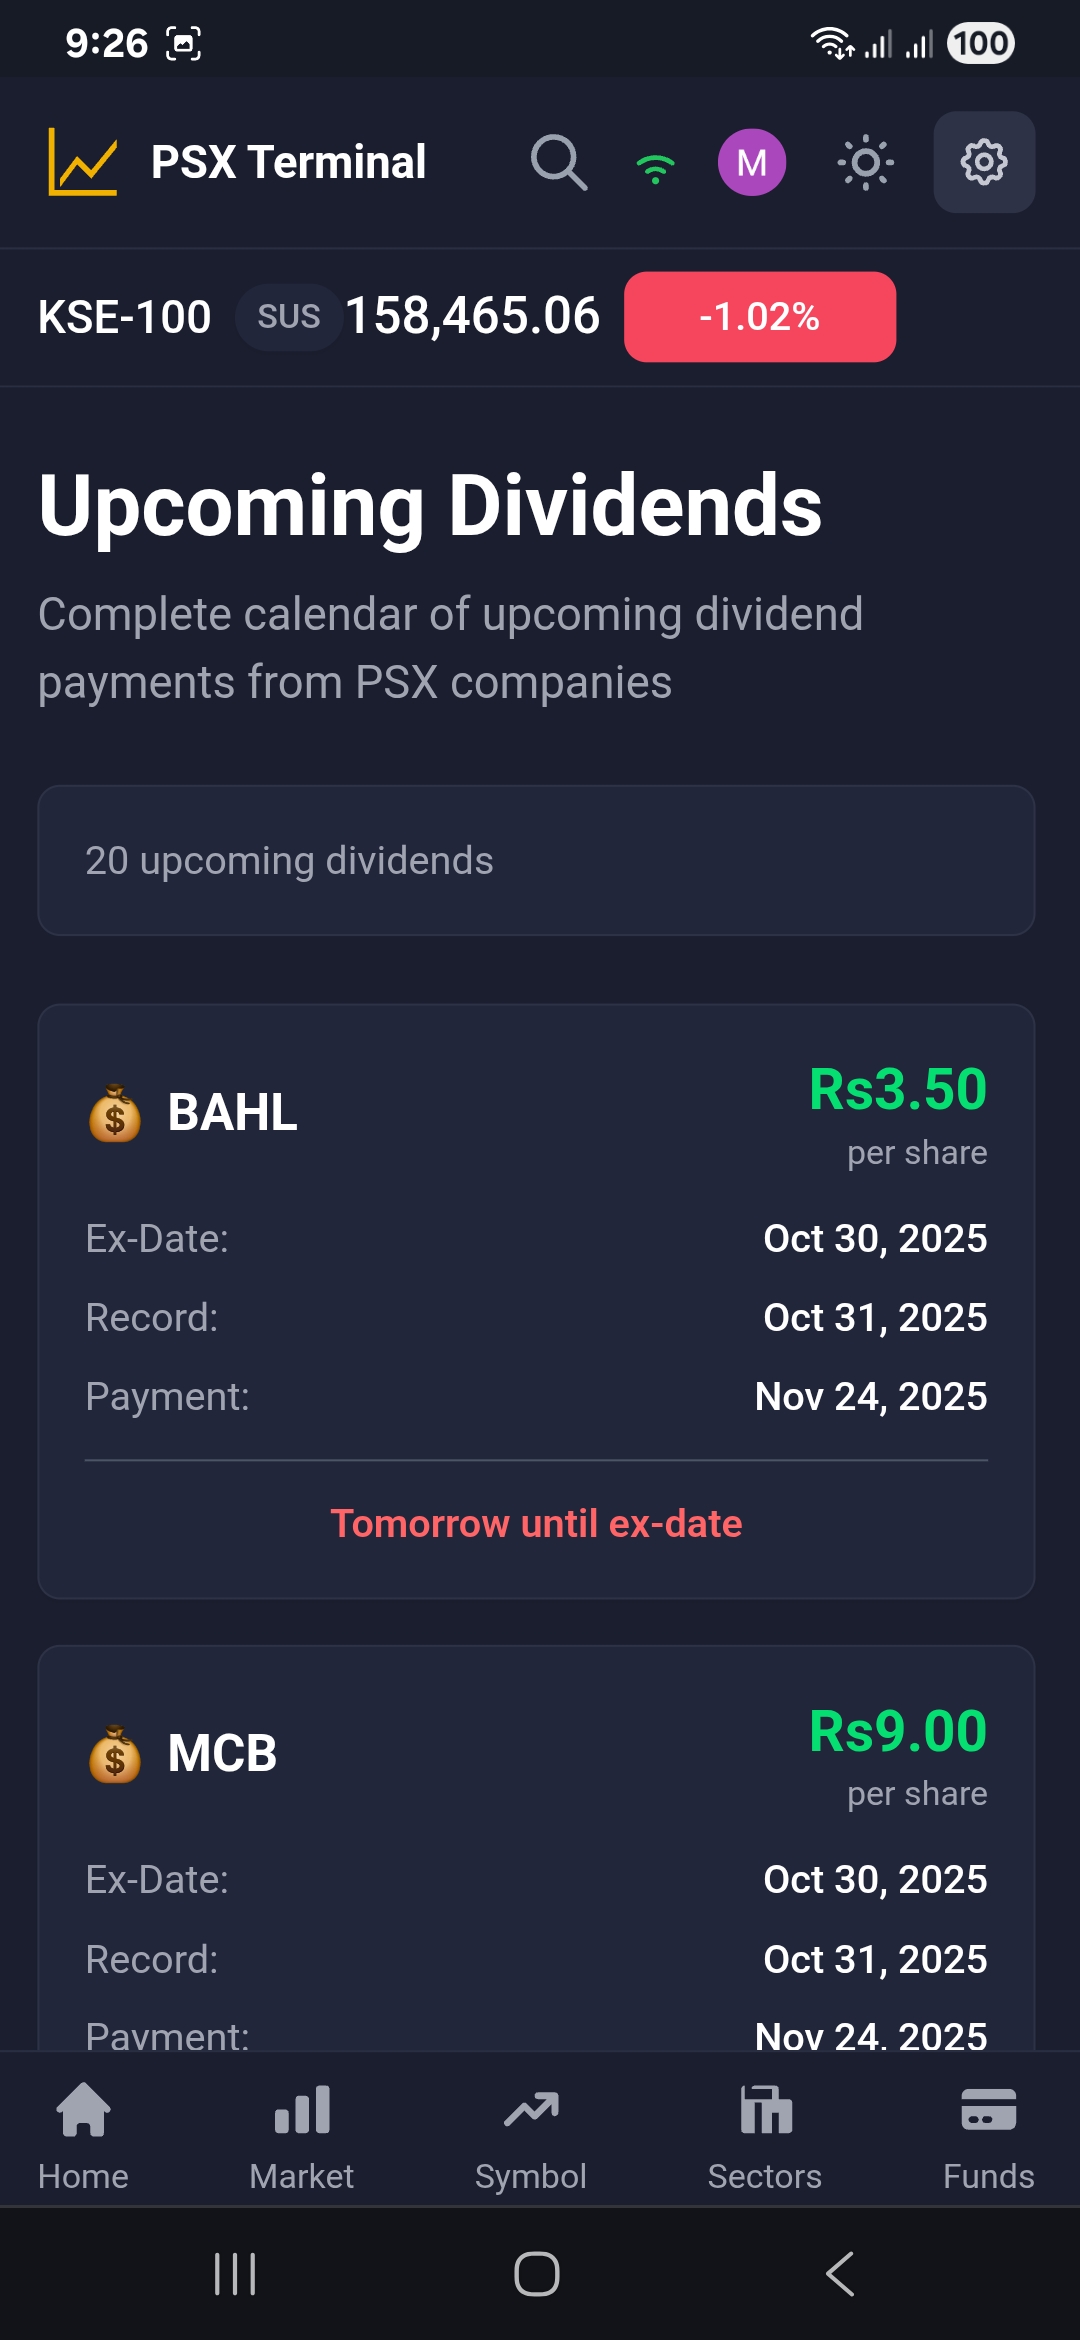 9:26
100
PSX Terminal
M
KSE-100 SUS 158,465.06 -1.02%
Upcoming Dividends
Complete calendar of upcoming dividend
payments from PSX companies
20 upcoming dividends
BAHL
Rs3.50
per share
Ex-Date: Oct 30, 2025
Record: Oct 31, 2025
Payment: Nov 24, 2025
Tomorrow until ex-date
MCB
Rs9.00
per share
Ex-Date: Oct 30, 2025
Record: Oct 31, 2025
Payment: Nov 24, 2025
Home Market Symbol Sectors Funds